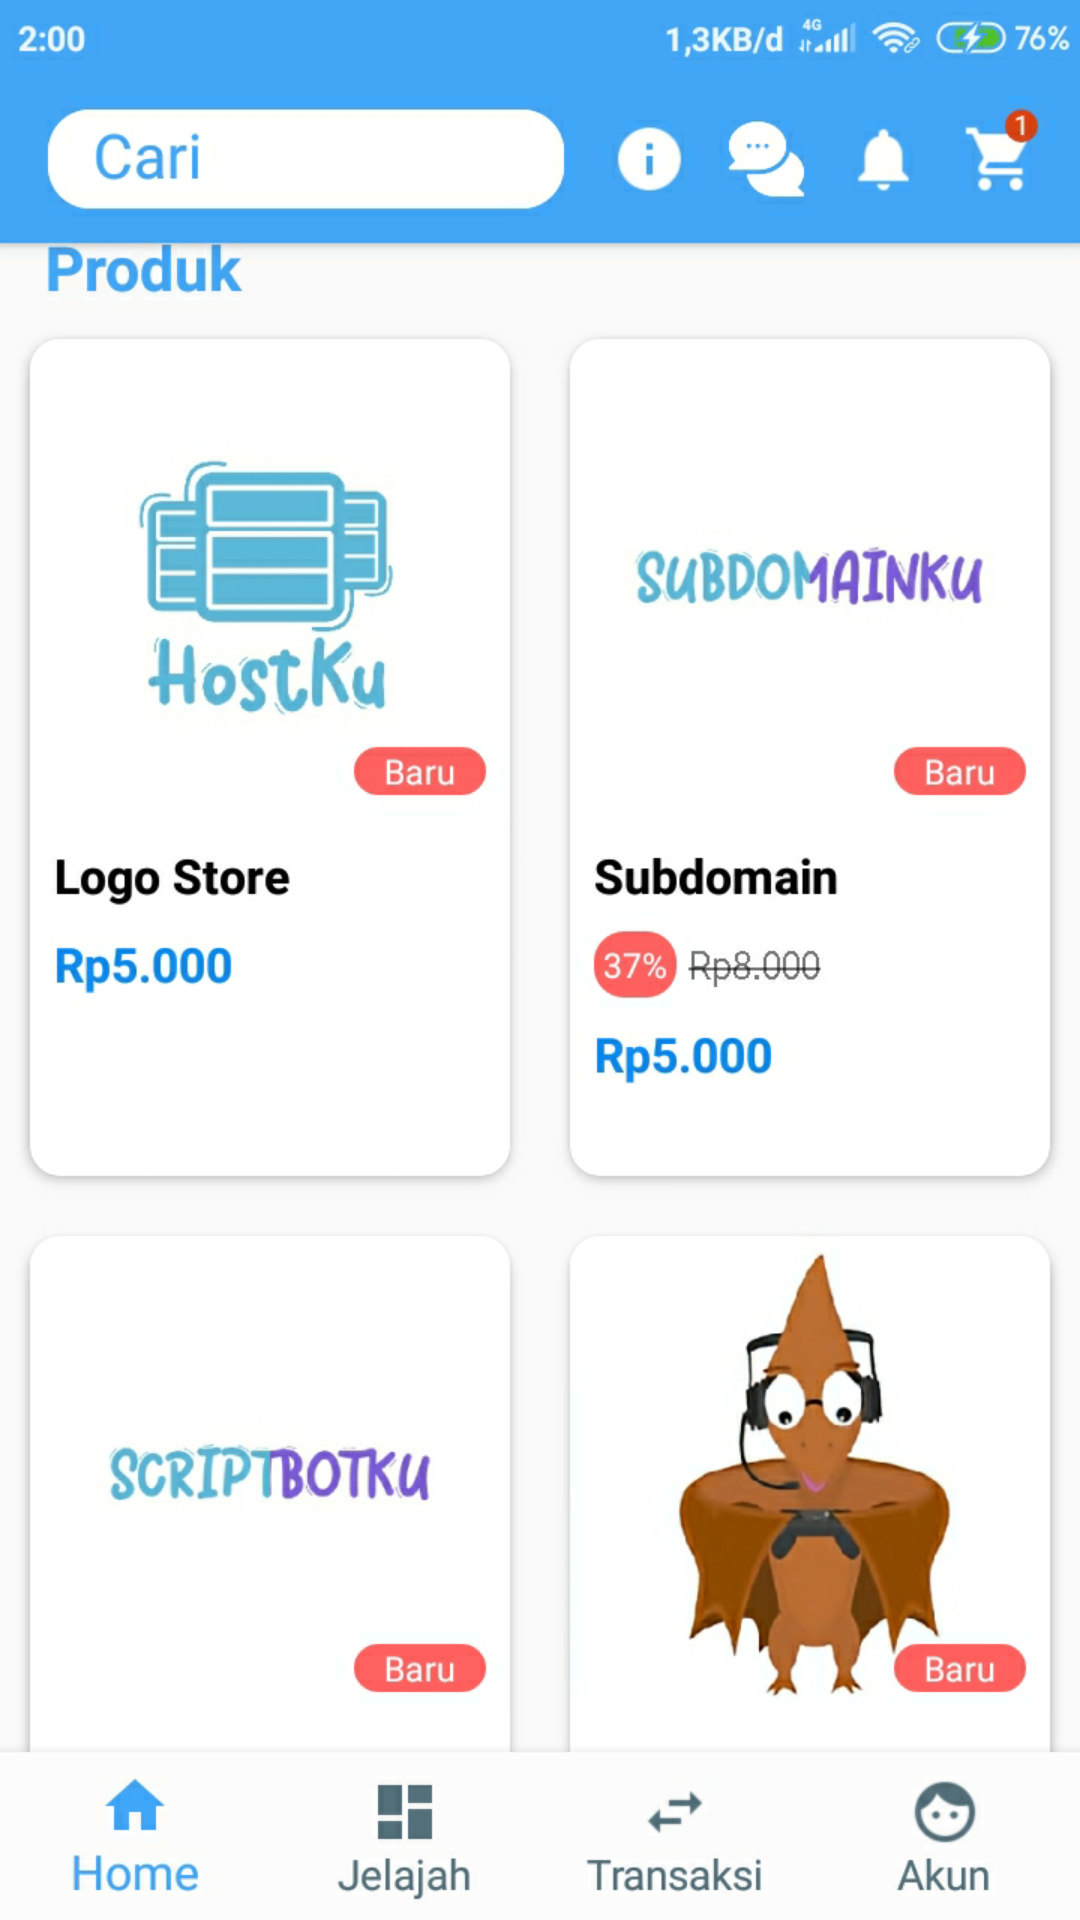 2:00 1,3KB/d 4G 76%
Cari 1
Produk
HostKu
Baru
Logo Store
Rp5.000
SUBDOMAINKU
Baru
Subdomain
37% Rp8.000
Rp5.000
SCRIPTBOTKU
Baru
Baru
Home Jelajah Transaksi Akun